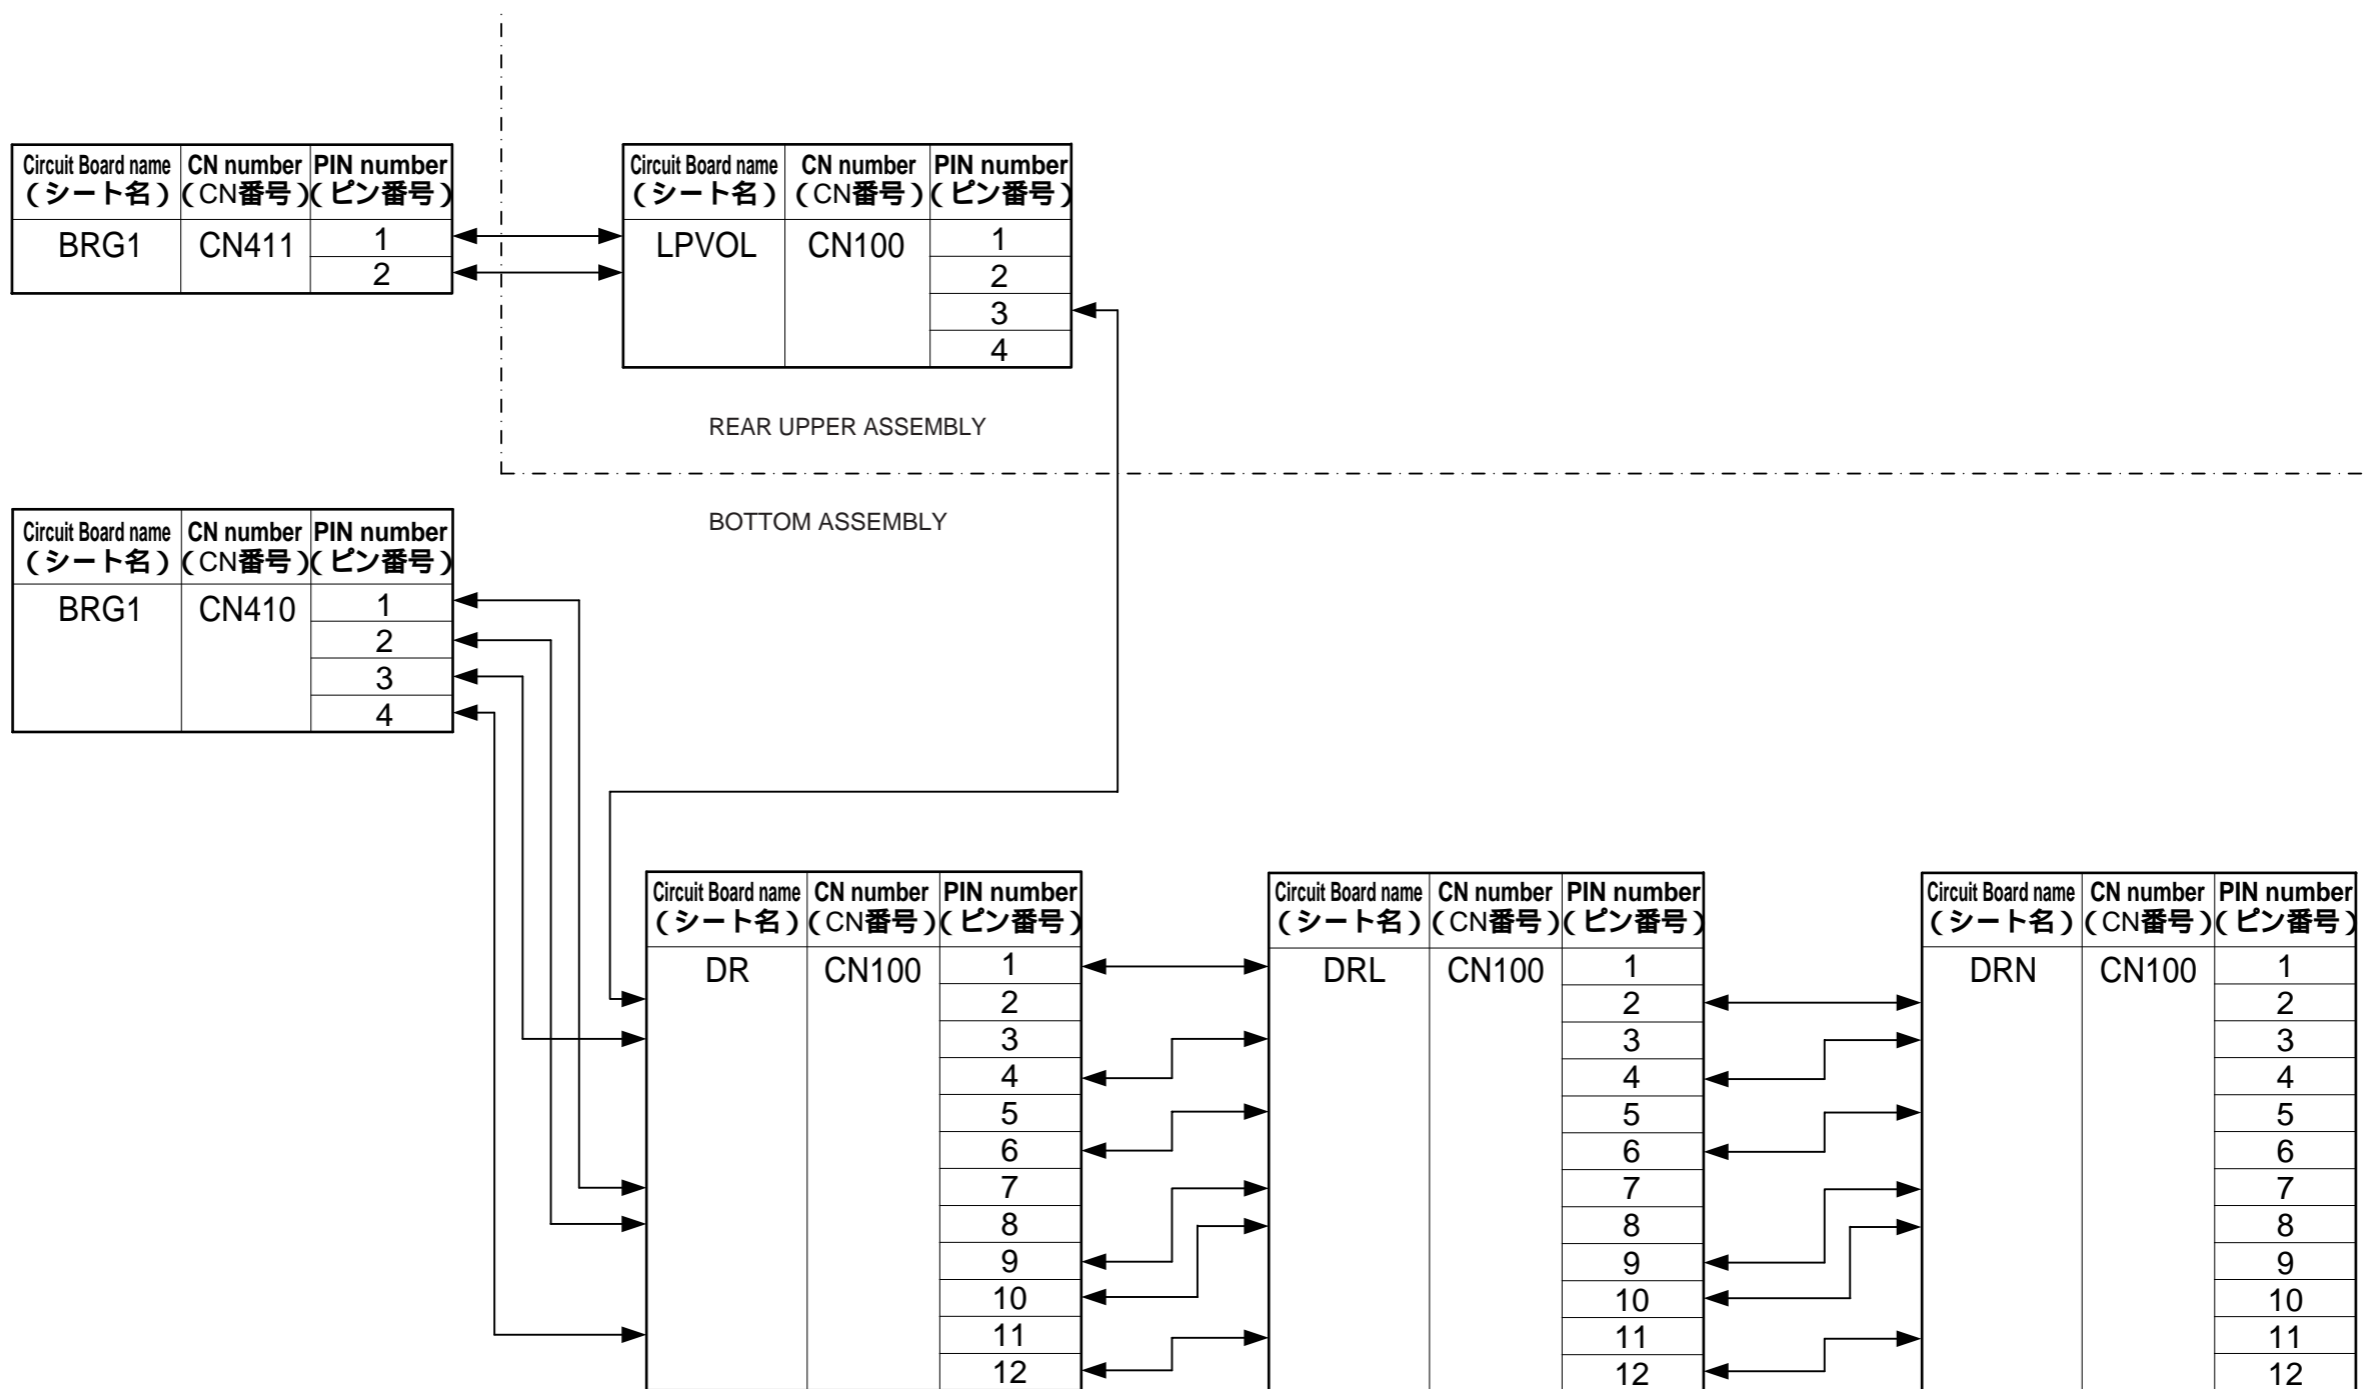 Circuit Board name CN number PIN number
（シート名） （CN番号） （ピン番号）
BRG1 CN411 1
2
Circuit Board name CN number PIN number
（シート名） （CN番号） （ピン番号）
LPVOL CN100 1
2
3
4
REAR UPPER ASSEMBLY
BOTTOM ASSEMBLY
Circuit Board name CN number PIN number
（シート名） （CN番号） （ピン番号）
BRG1 CN410 1
2
3
4
Circuit Board name CN number PIN number
（シート名） （CN番号） （ピン番号）
DR CN100 1
2
3
4
5
6
7
8
9
10
11
12
Circuit Board name CN number PIN number
（シート名） （CN番号） （ピン番号）
DRL CN100 1
2
3
4
5
6
7
8
9
10
11
12
Circuit Board name CN number PIN number
（シート名） （CN番号） （ピン番号）
DRN CN100 1
2
3
4
5
6
7
8
9
10
11
12